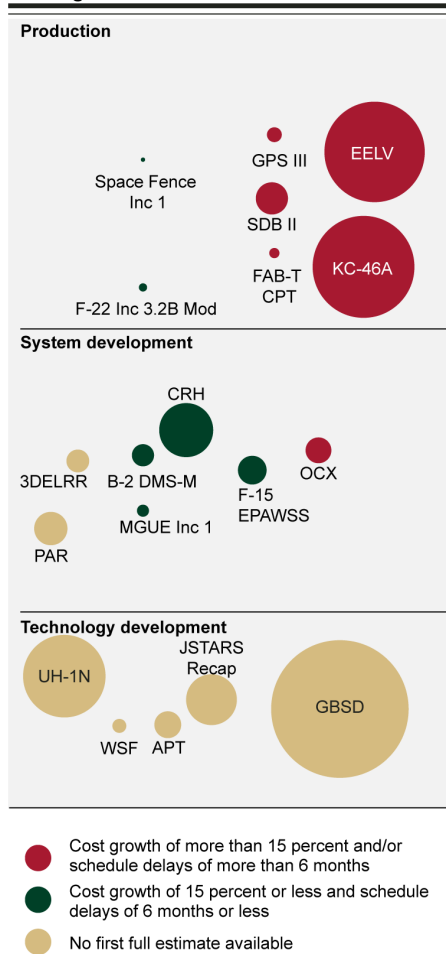 Production
GPS III
EELV
Space Fence
Inc 1
SDB II
FAB-T
CPT
KC-46A
F-22 Inc 3.2B Mod
System development
CRH
3DELRR
B-2 DMS-M
F-15
EPAWSS
OCX
MGUE Inc 1
PAR
Technology development
JSTARS
Recap
UH-1N
GBSD
WSF
APT
Cost growth of more than 15 percent and/or
schedule delays of more than 6 months
Cost growth of 15 percent or less and schedule
delays of 6 months or less
No first full estimate available